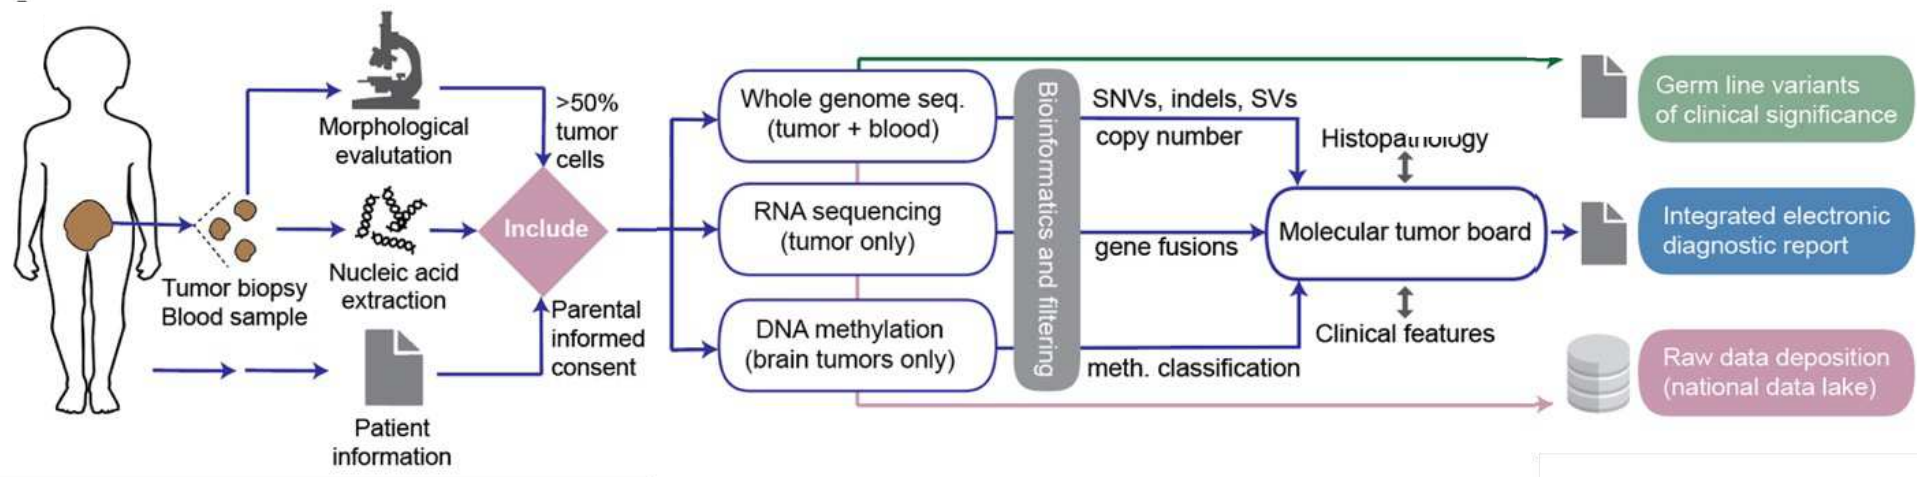 Morphological
evalutation
>50%
tumor
cells
Tumor biopsy
Blood sample
Nucleic acid
extraction
Include
Parental
informed
consent
Patient
information
Whole genome seq.
(tumor + blood)
RNA sequencing
(tumor only)
DNA methylation
(brain tumors only)
Bioinformatics and filtering
SNVs, indels, SVs
copy number
gene fusions
meth. classification
Histopathology
Molecular tumor board
Clinical features
Germ line variants
of clinical significance
Integrated electronic
diagnostic report
Raw data deposition
(national data lake)